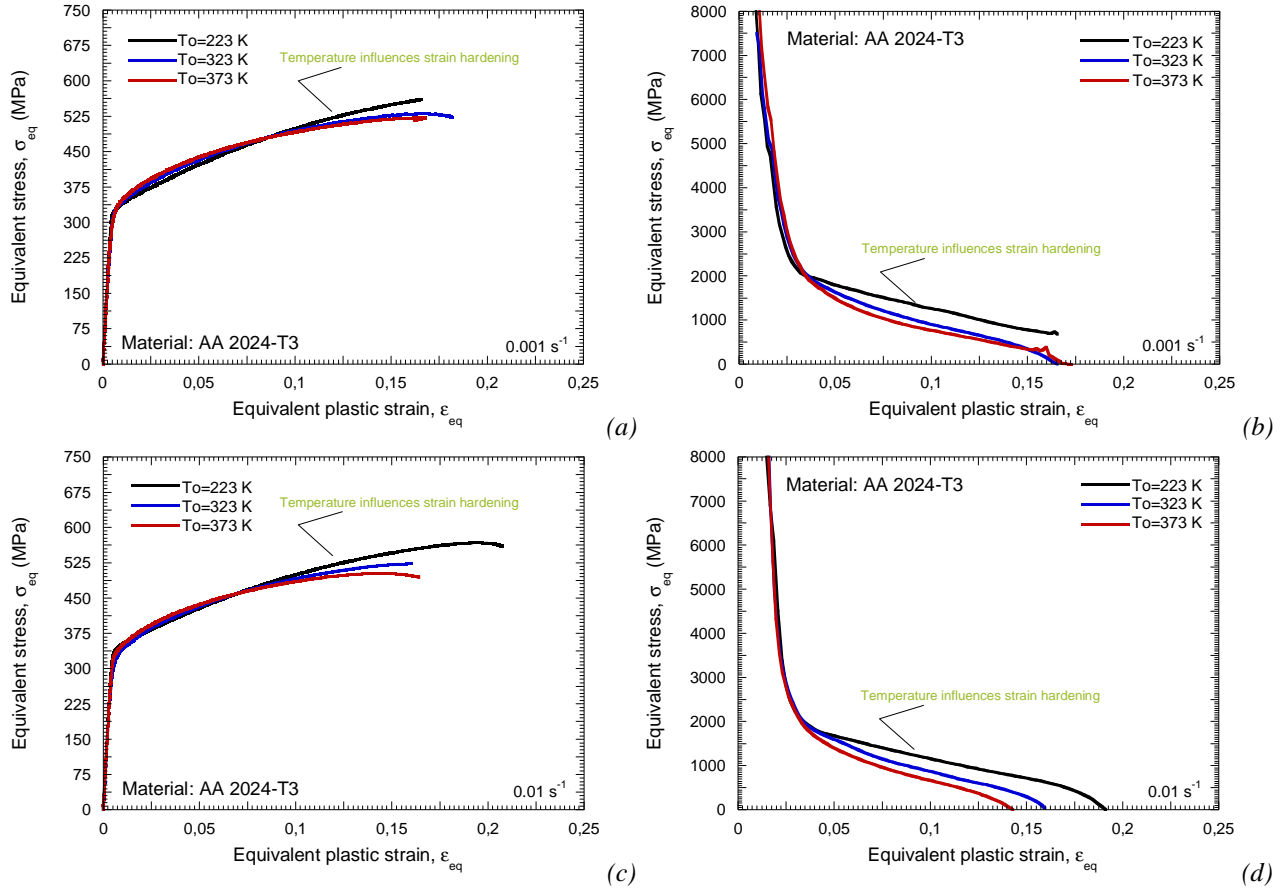 750
675
600
525
450
375
300
225
150
75
0
Equivalent stress, σeq (MPa)
To=223 K
To=323 K
To=373 K
Temperature influences strain hardening
Material: AA 2024-T3
0.001 s-1
0
0,05
0,1
0,15
0,2
0,25
Equivalent plastic strain, εeq
(a)
8000
7000
6000
5000
4000
3000
2000
1000
0
Equivalent stress, σeq (MPa)
Material: AA 2024-T3
To=223 K
To=323 K
To=373 K
Temperature influences strain hardening
0.001 s-1
0
0,05
0,1
0,15
0,2
0,25
Equivalent plastic strain, εeq
(b)
750
675
600
525
450
375
300
225
150
75
0
Equivalent stress, σeq (MPa)
To=223 K
To=323 K
To=373 K
Temperature influences strain hardening
Material: AA 2024-T3
0.01 s-1
0
0,05
0,1
0,15
0,2
0,25
Equivalent plastic strain, εeq
(c)
8000
7000
6000
5000
4000
3000
2000
1000
0
Equivalent stress, σeq (MPa)
Material: AA 2024-T3
To=223 K
To=323 K
To=373 K
Temperature influences strain hardening
0.01 s-1
0
0,05
0,1
0,15
0,2
0,25
Equivalent plastic strain, εeq
(d)